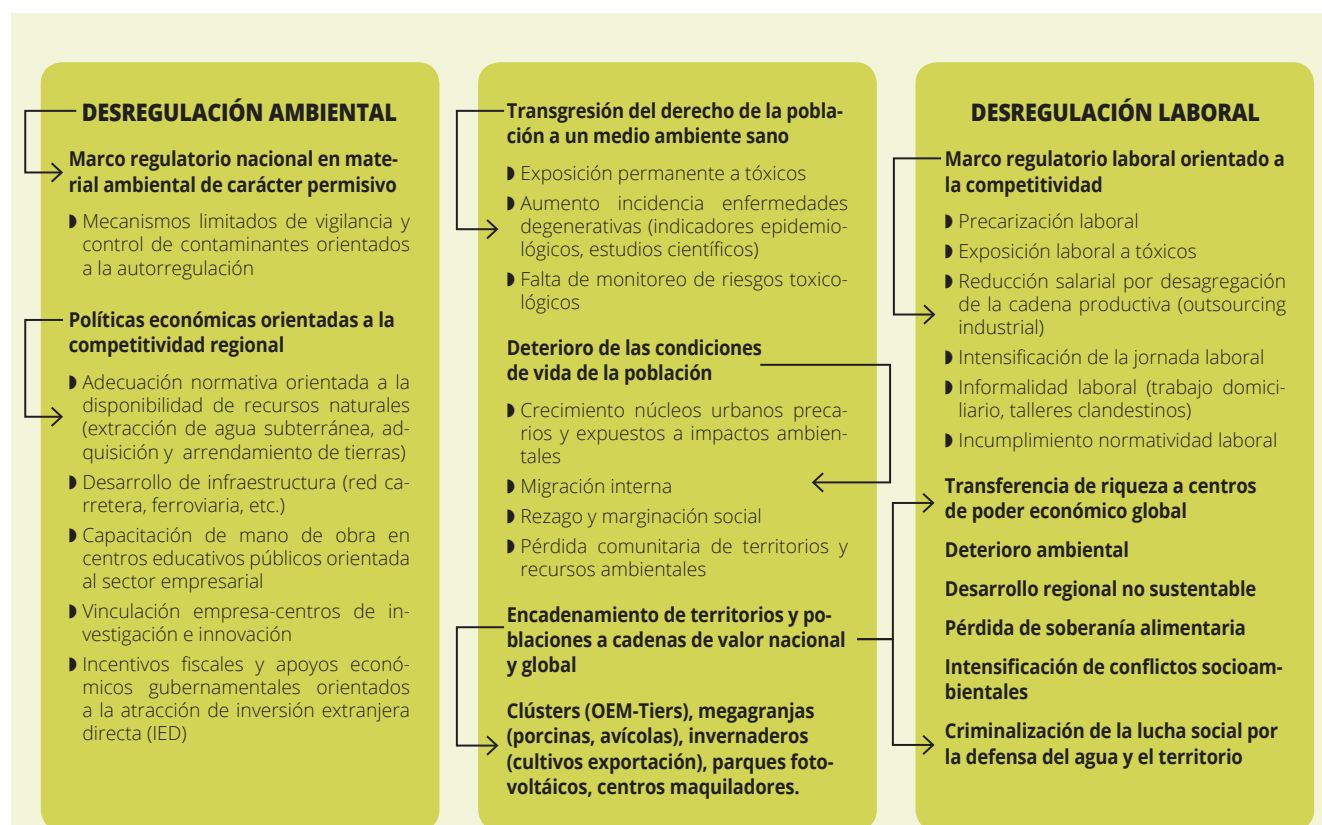 DESREGULACIÓN AMBIENTAL
Marco regulatorio nacional en mate-
rial ambiental de carácter permisivo
◗ Mecanismos limitados de vigilancia y
control de contaminantes orientados
a la autorregulación
Políticas económicas orientadas a la
competitividad regional
◗ Adecuación normativa orientada a la
disponibilidad de recursos naturales
(extracción de agua subterránea, ad-
quisición y arrendamiento de tierras)
◗ Desarrollo de infraestructura (red ca-
rretera, ferroviaria, etc.)
◗ Capacitación de mano de obra en
centros educativos públicos orientada
al sector empresarial
◗ Vinculación empresa-centros de in-
vestigación e innovación
◗ Incentivos fiscales y apoyos econó-
micos gubernamentales orientados
a la atracción de inversión extranjera
directa (IED)
Transgresión del derecho de la pobla-
ción a un medio ambiente sano
◗ Exposición permanente a tóxicos
◗ Aumento incidencia enfermedades
degenerativas (indicadores epidemio-
lógicos, estudios científicos)
◗ Falta de monitoreo de riesgos toxico-
lógicos
Deterioro de las condiciones
de vida de la población
◗ Crecimiento núcleos urbanos preca-
rios y expuestos a impactos ambien-
tales
◗ Migración interna
◗ Rezago y marginación social
◗ Pérdida comunitaria de territorios y
recursos ambientales
Encadenamiento de territorios y po-
blaciones a cadenas de valor nacional
y global
Clústers (OEM-Tiers), megagranjas
(porcinas, avícolas), invernaderos
(cultivos exportación), parques foto-
voltáicos, centros maquiladores.
DESREGULACIÓN LABORAL
Marco regulatorio laboral orientado a
la competitividad
◗ Precarización laboral
◗ Exposición laboral a tóxicos
◗ Reducción salarial por desagregación
de la cadena productiva (outsourcing
industrial)
◗ Intensificación de la jornada laboral
◗ Informalidad laboral (trabajo domici-
liario, talleres clandestinos)
◗ Incumplimiento normatividad laboral
Transferencia de riqueza a centros
de poder económico global
Deterioro ambiental
Desarrollo regional no sustentable
Pérdida de soberanía alimentaria
Intensificación de conflictos socioam-
bientales
Criminalización de la lucha social por
la defensa del agua y el territorio